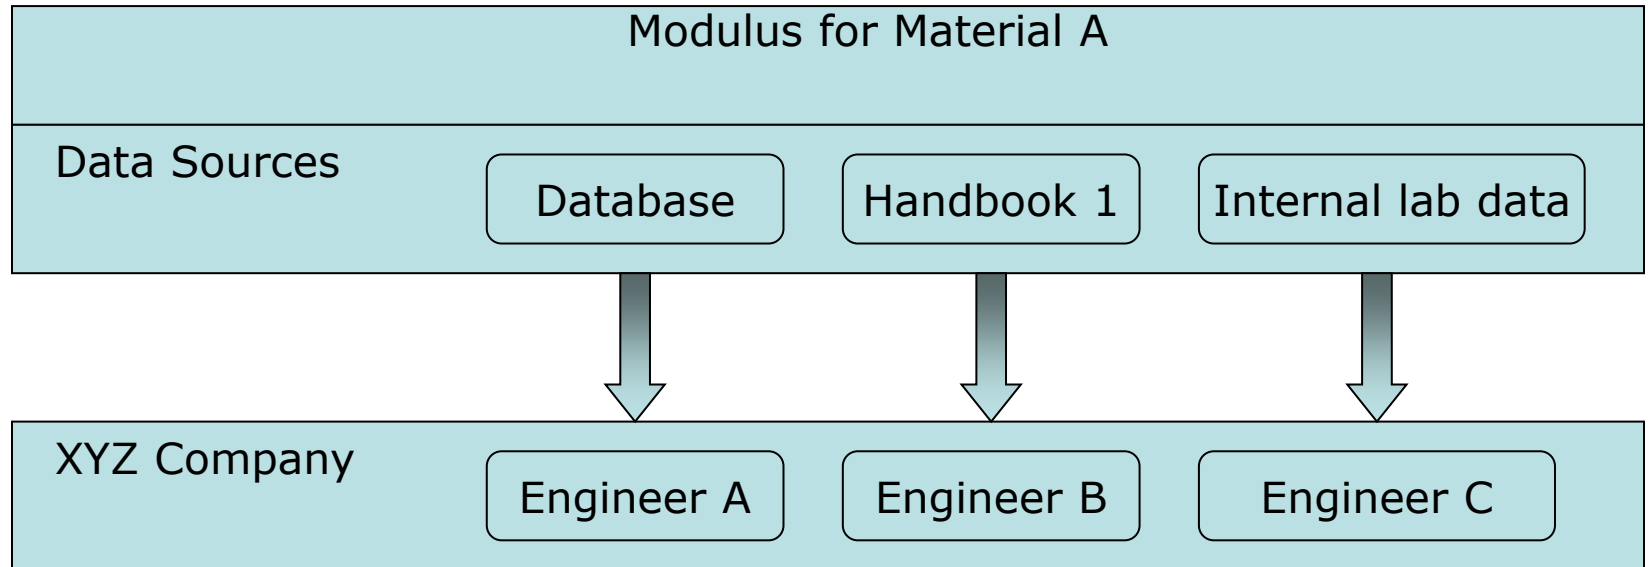 Modulus for Material A
Data Sources
Database
Handbook 1
Internal lab data
XYZ Company
Engineer A
Engineer B
Engineer C